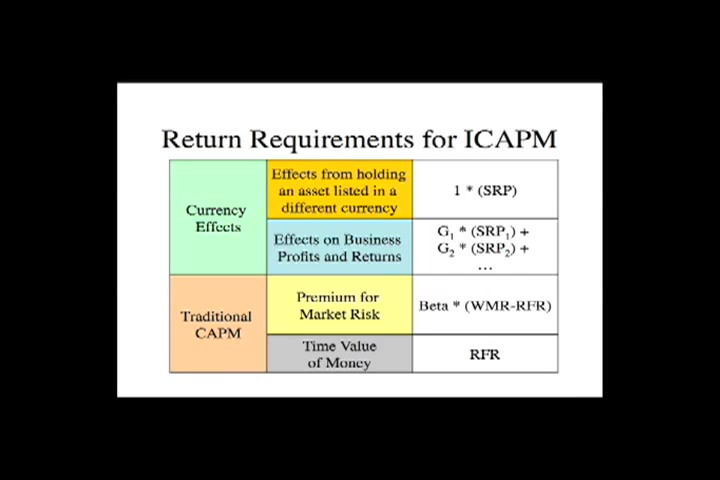 Return Requirements for ICAPM
Currency
Effects
Effects from holding
an asset listed in a
different currency
1 * (SRP)
Effects on Business
Profits and Returns
G₁ * (SRP₁) +
G₂ * (SRP₂) +
...
Traditional
CAPM
Premium for
Market Risk
Beta * (WMR-RFR)
Time Value
of Money
RFR